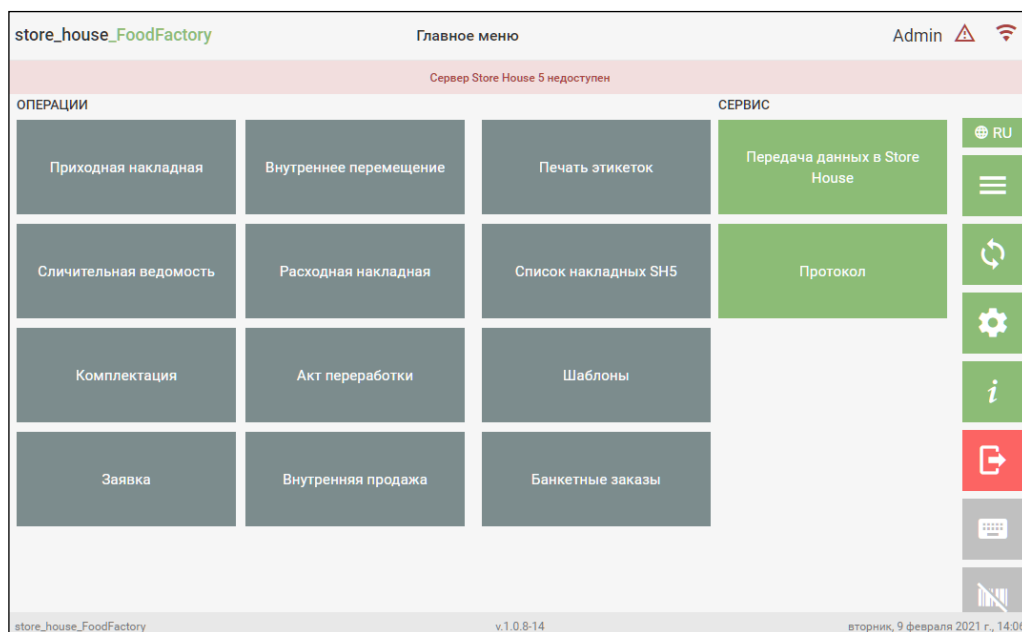 store_house_FoodFactory
Главное меню
Admin
Сервер Store House 5 недоступен
ОПЕРАЦИИ
СЕРВИС
RU
Приходная накладная
Внутреннее перемещение
Печать этикеток
Передача данных в Store
House
Сличительная ведомость
Расходная накладная
Список накладных SH5
Протокол
Комплектация
Акт переработки
Шаблоны
i
Заявка
Внутренняя продажа
Банкетные заказы
store_house_FoodFactory
v.1.0.8-14
вторник, 9 февраля 2021 г., 14:06